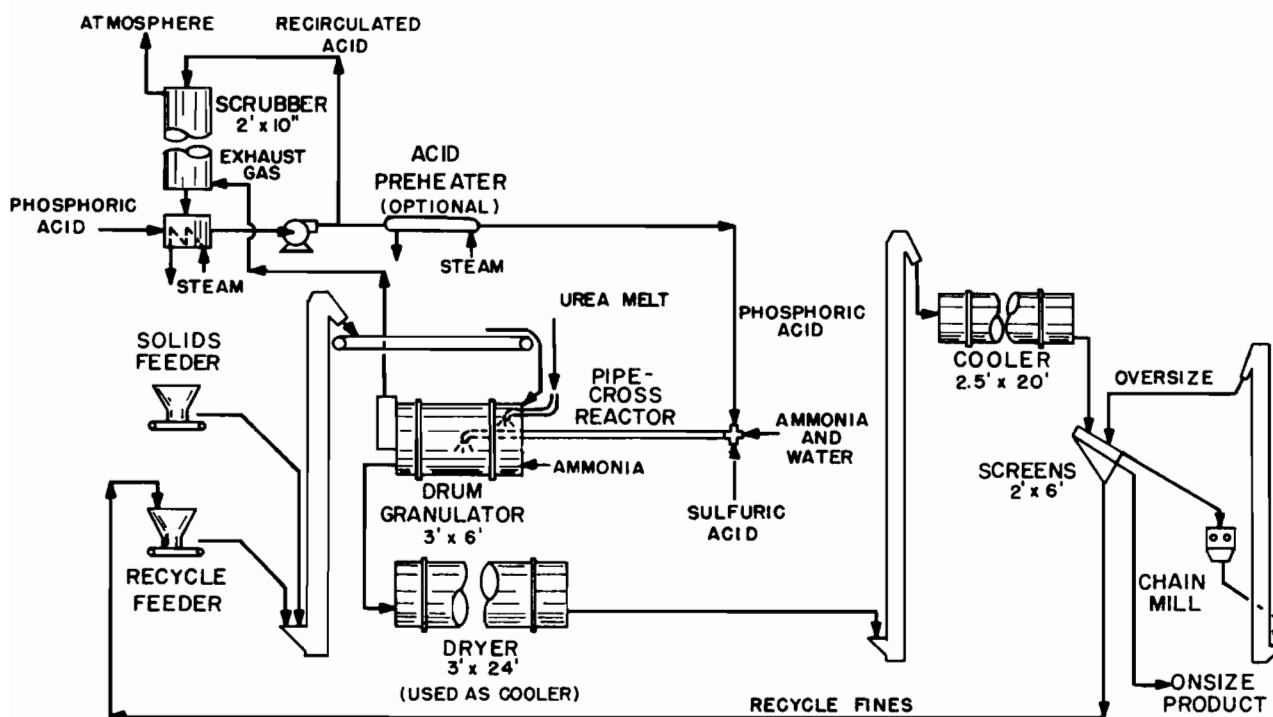 ATMOSPHERE
RECIRCULATED
ACID
SCRUBBER
2' x 10"
EXHAUST
GAS
ACID
PREHEATER
(OPTIONAL)
PHOSPHORIC
ACID
STEAM
STEAM
UREA MELT
PHOSPHORIC
ACID
SOLIDS
FEEDER
PIPE-
CROSS
REACTOR
COOLER
2.5' x 20'
OVERSIZE
AMMONIA
AND
WATER
AMMONIA
SCREENS
2' x 6'
DRUM
GRANULATOR
3' x 6'
SULFURIC
ACID
RECYCLE
FEEDER
CHAIN
MILL
DRYER
3' x 24'
(USED AS COOLER)
RECYCLE FINES
ONSIZE
PRODUCT